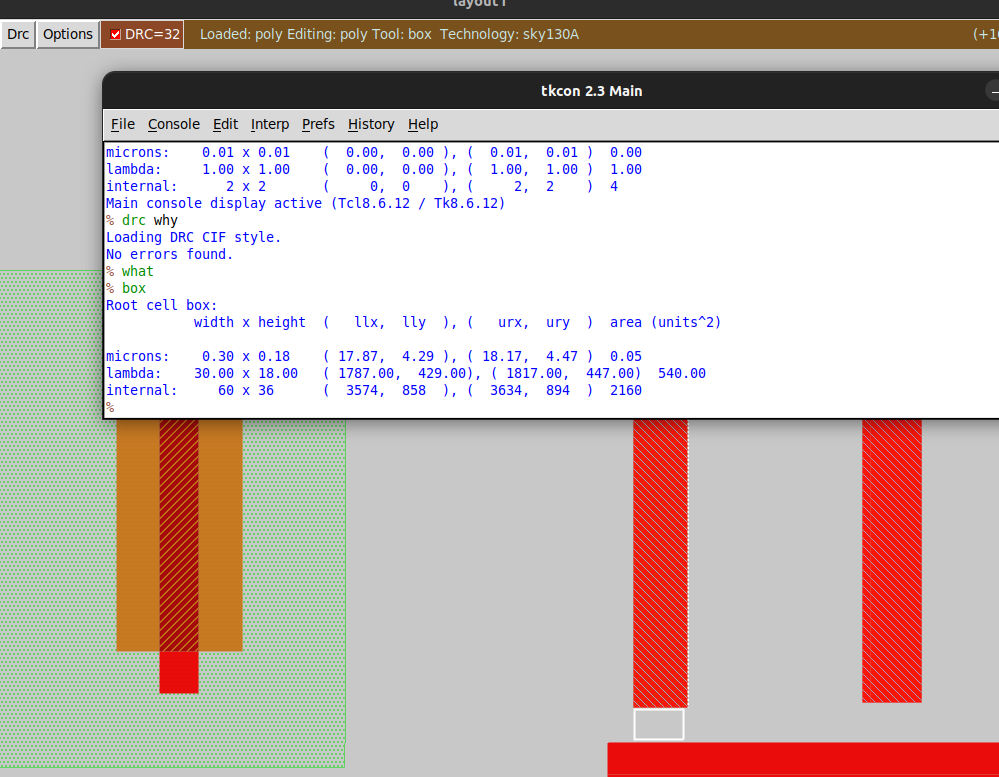 layout1
Drc Options DRC=32 Loaded: poly Editing: poly Tool: box Technology: sky130A (+16
tkcon 2.3 Main
File Console Edit Interp Prefs History Help
microns: 0.01 x 0.01 ( 0.00, 0.00 ), ( 0.01, 0.01 ) 0.00
lambda: 1.00 x 1.00 ( 0.00, 0.00 ), ( 1.00, 1.00 ) 1.00
internal: 2 x 2 ( 0, 0 ), ( 2, 2 ) 4
Main console display active (Tcl8.6.12 / Tk8.6.12)
% drc why
Loading DRC CIF style.
No errors found.
% what
% box
Root cell box:
width x height ( llx, lly ), ( urx, ury ) area (units^2)
microns: 0.30 x 0.18 ( 17.87, 4.29 ), ( 18.17, 4.47 ) 0.05
lambda: 30.00 x 18.00 ( 1787.00, 429.00), ( 1817.00, 447.00) 540.00
internal: 60 x 36 ( 3574, 858 ), ( 3634, 894 ) 2160
%